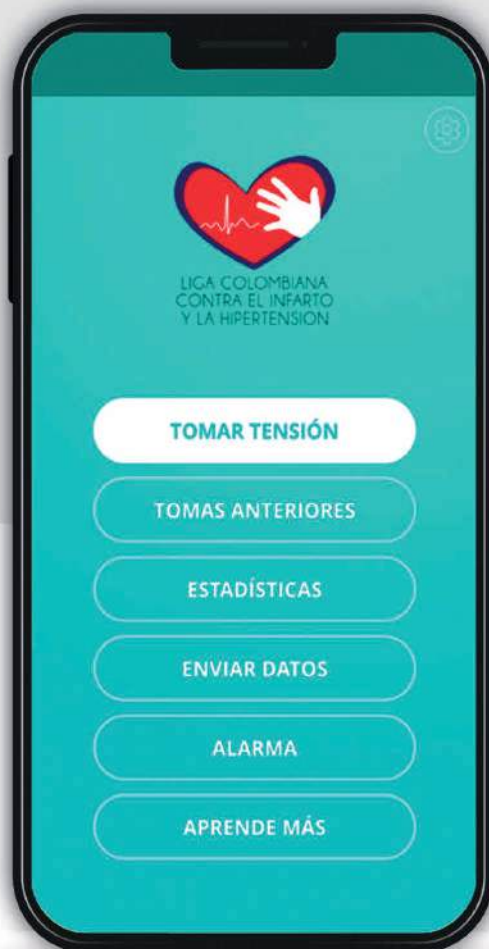 LIGA COLOMBIANA
CONTRA EL INFARTO
Y LA HIPERTENSION
TOMAR TENSIÓN
TOMAS ANTERIORES
ESTADÍSTICAS
ENVIAR DATOS
ALARMA
APRENDE MÁS